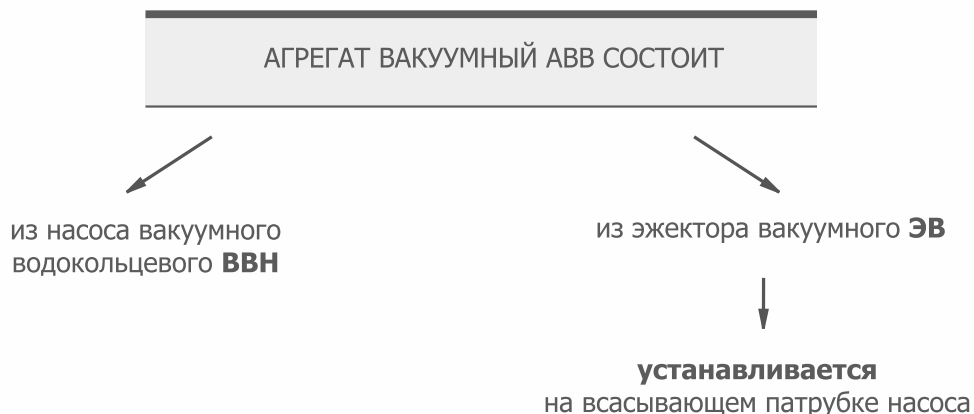 АГРЕГАТ ВАКУУМНЫЙ АВВ СОСТОИТ
из насоса вакуумного
водокольцевого ВВН
из эжектора вакуумного ЭВ
устанавливается
на всасывающем патрубке насоса